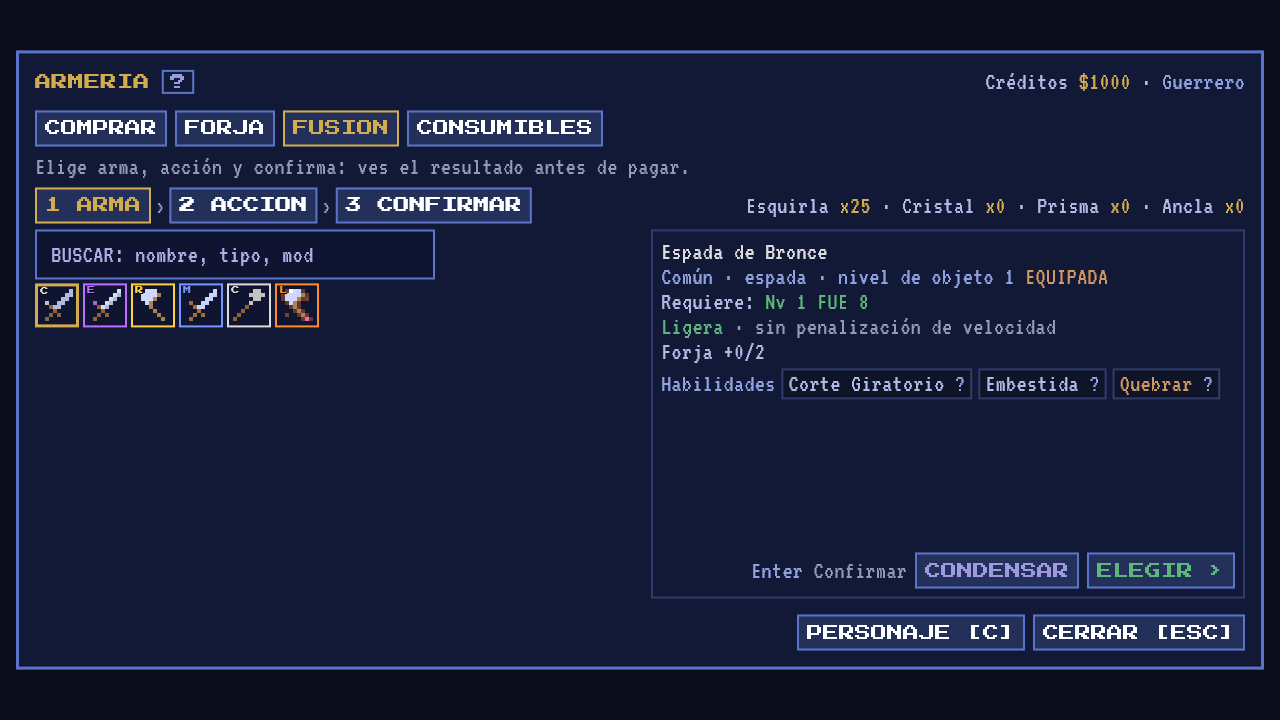 ARMERIA ?
Créditos $1000 · Guerrero
COMPRAR FORJA FUSION CONSUMIBLES
Elige arma, acción y confirma: ves el resultado antes de pagar.
1 ARMA › 2 ACCION › 3 CONFIRMAR
Esquirla x25 · Cristal x0 · Prisma x0 · Ancla x0
BUSCAR: nombre, tipo, mod
C E R M C L
Espada de Bronce
Común · espada · nivel de objeto 1 EQUIPADA
Requiere: Nv 1 FUE 8
Ligera · sin penalización de velocidad
Forja +0/2
Habilidades Corte Giratorio ? Embestida ? Quebrar ?
Enter Confirmar CONDENSAR ELEGIR >
PERSONAJE [C] CERRAR [ESC]